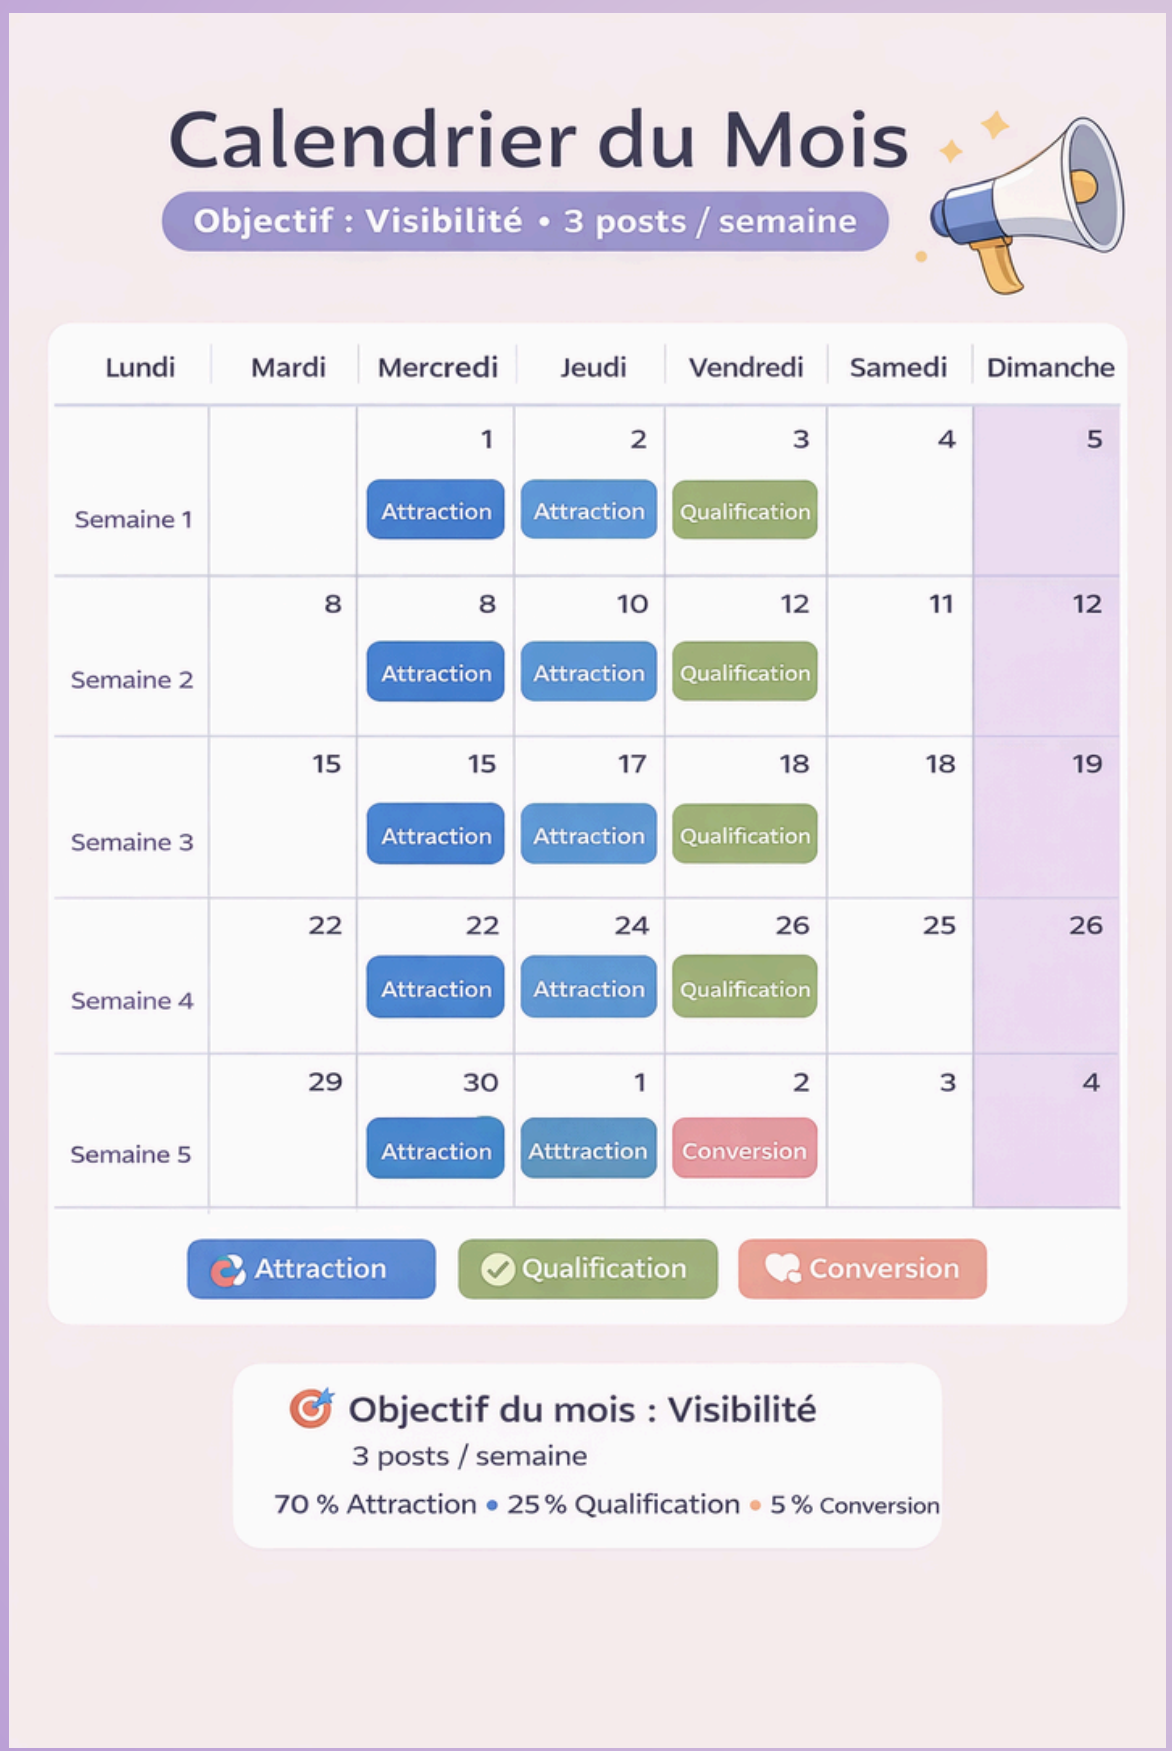 Calendrier du Mois
Objectif : Visibilité • 3 posts / semaine
Lundi Mardi Mercredi Jeudi Vendredi Samedi Dimanche
1 2 3 4 5
Semaine 1 Attraction Attraction Qualification
8 8 10 12 11 12
Semaine 2 Attraction Attraction Qualification
15 15 17 18 18 19
Semaine 3 Attraction Attraction Qualification
22 22 24 26 25 26
Semaine 4 Attraction Attraction Qualification
29 30 1 2 3 4
Semaine 5 Attraction Atttraction Conversion
Attraction Qualification Conversion
Objectif du mois : Visibilité
3 posts / semaine
70 % Attraction • 25 % Qualification • 5 % Conversion